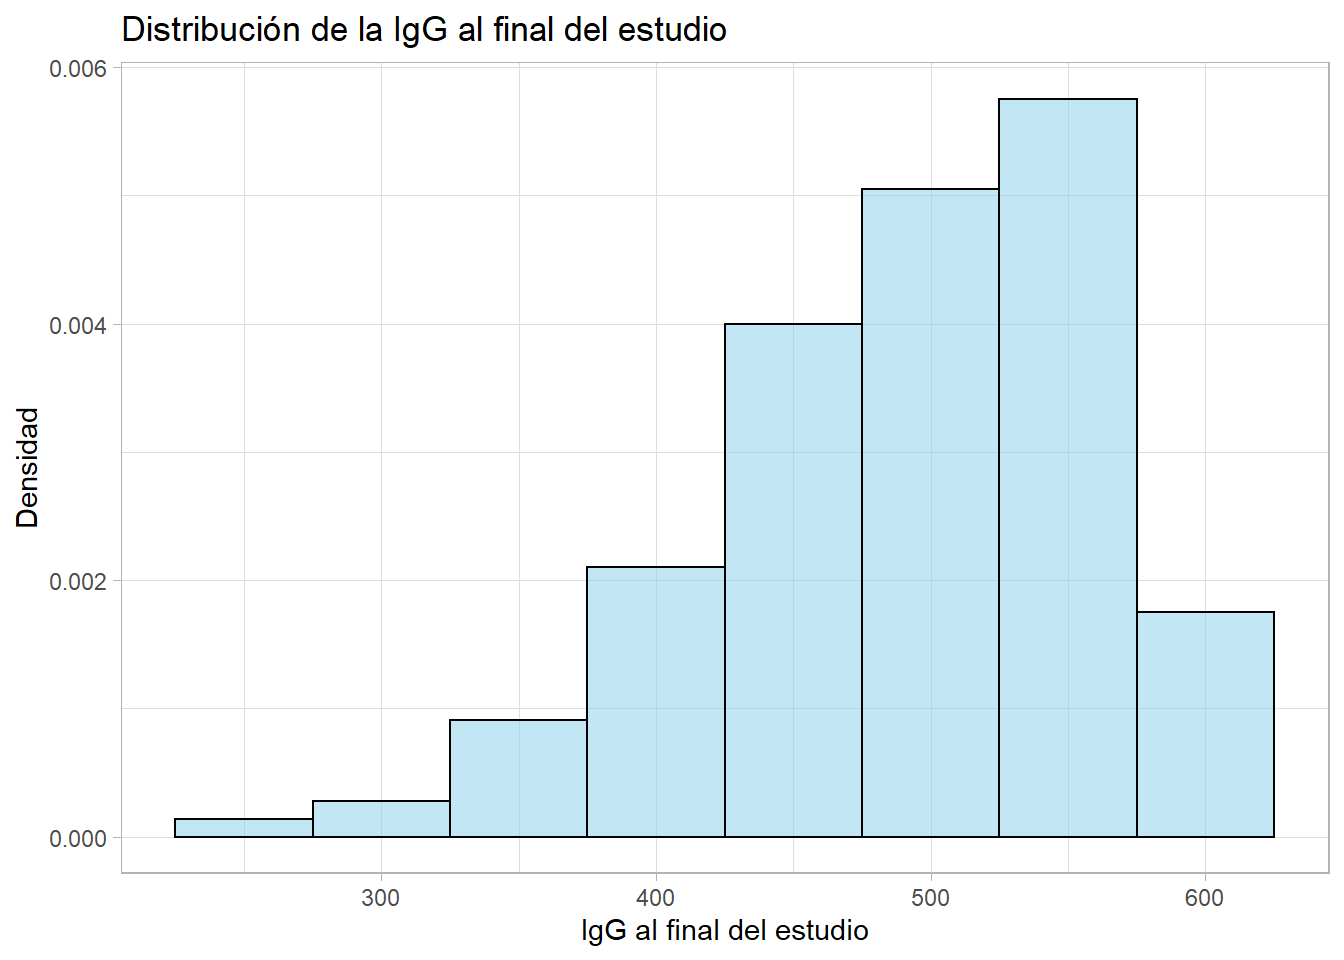 Distribución de la IgG al final del estudio
0.006
0.004
0.002
0.000
Densidad
300 400 500 600
IgG al final del estudio